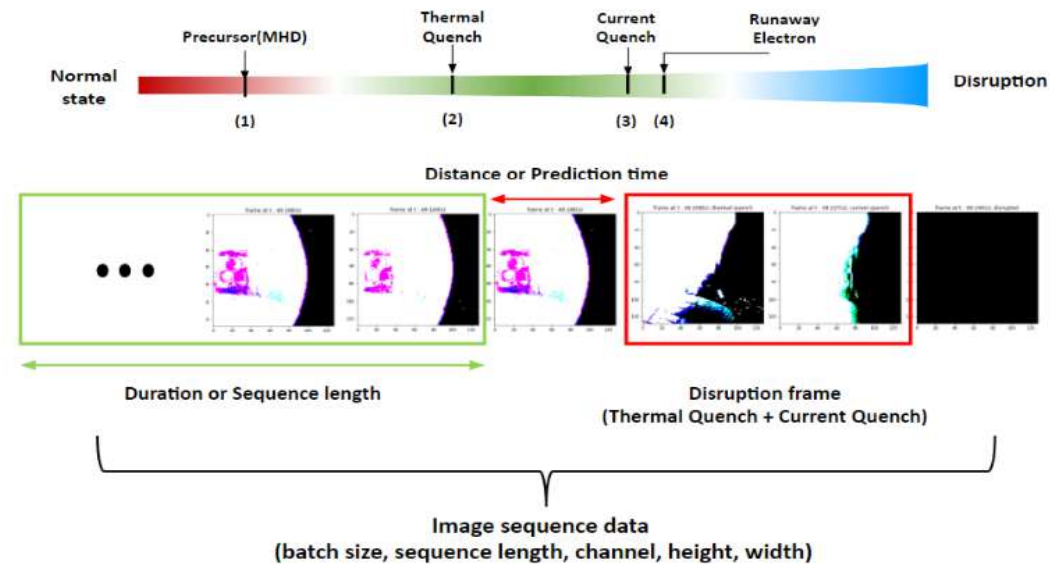 Precursor(MHD)
Thermal
Quench
Current
Quench
Runaway
Electron
Normal
state
Disruption
(1)
(2)
(3)
(4)
Distance or Prediction time
Duration or Sequence length
Disruption frame
(Thermal Quench + Current Quench)
Image sequence data
(batch size, sequence length, channel, height, width)